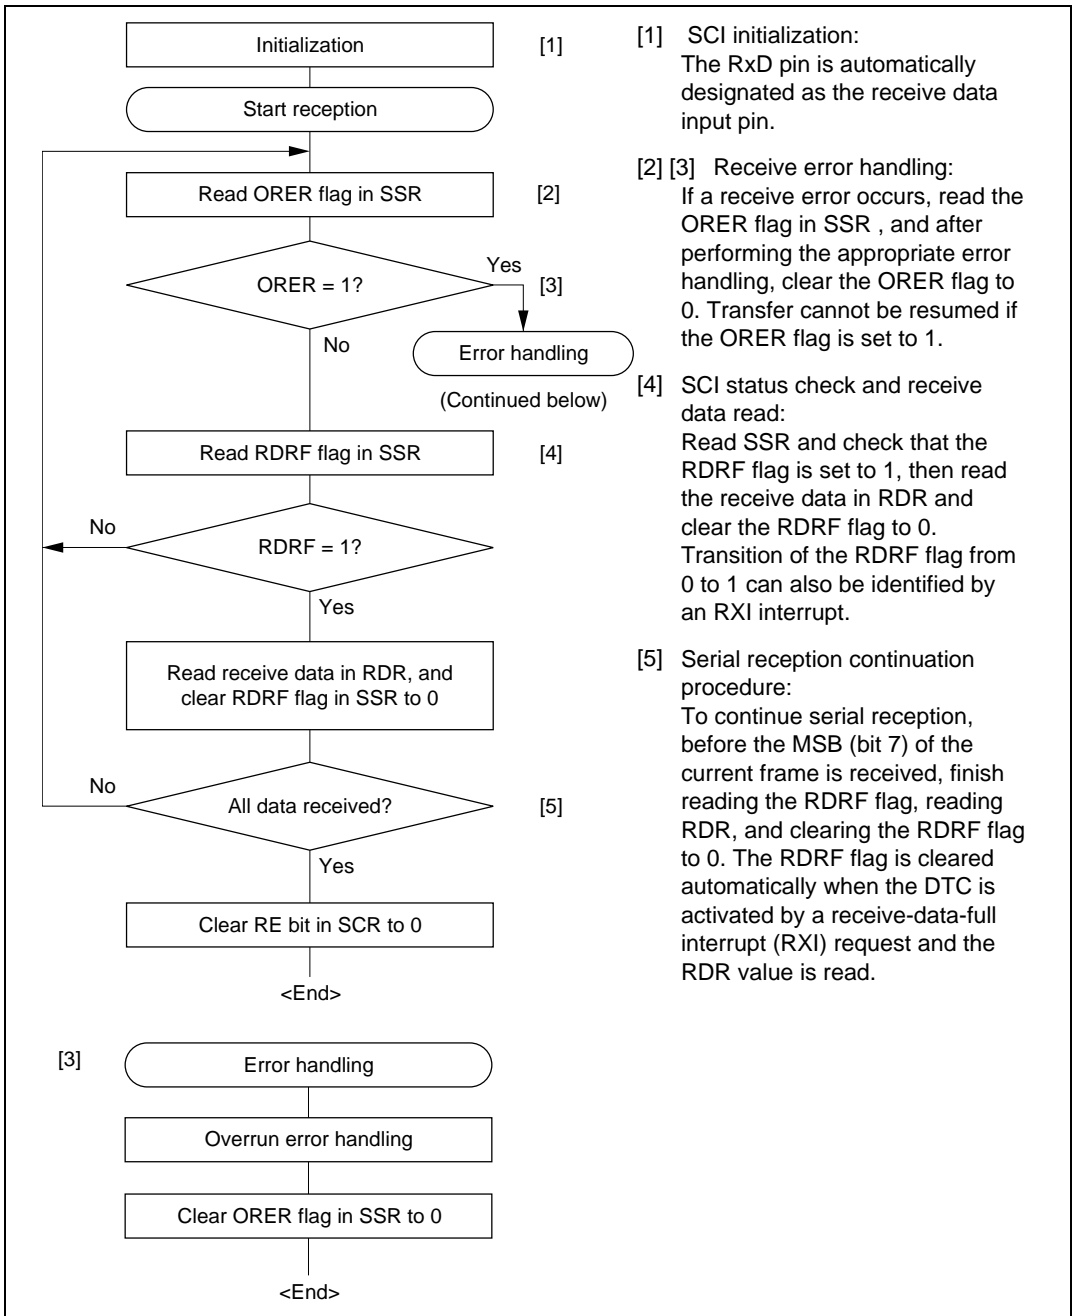 Initialization
[1]
Start reception
Read ORER flag in SSR
[2]
ORER = 1?
Yes
[3]
No
Error handling
(Continued below)
Read RDRF flag in SSR
[4]
No
RDRF = 1?
Yes
Read receive data in RDR, and
clear RDRF flag in SSR to 0
No
All data received?
[5]
Yes
Clear RE bit in SCR to 0
<End>
[3]
Error handling
Overrun error handling
Clear ORER flag in SSR to 0
<End>
[1] SCI initialization:
The RxD pin is automatically
designated as the receive data
input pin.
[2] [3] Receive error handling:
If a receive error occurs, read the
ORER flag in SSR , and after
performing the appropriate error
handling, clear the ORER flag to
0. Transfer cannot be resumed if
the ORER flag is set to 1.
[4] SCI status check and receive
data read:
Read SSR and check that the
RDRF flag is set to 1, then read
the receive data in RDR and
clear the RDRF flag to 0.
Transition of the RDRF flag from
0 to 1 can also be identified by
an RXI interrupt.
[5] Serial reception continuation
procedure:
To continue serial reception,
before the MSB (bit 7) of the
current frame is received, finish
reading the RDRF flag, reading
RDR, and clearing the RDRF flag
to 0. The RDRF flag is cleared
automatically when the DTC is
activated by a receive-data-full
interrupt (RXI) request and the
RDR value is read.